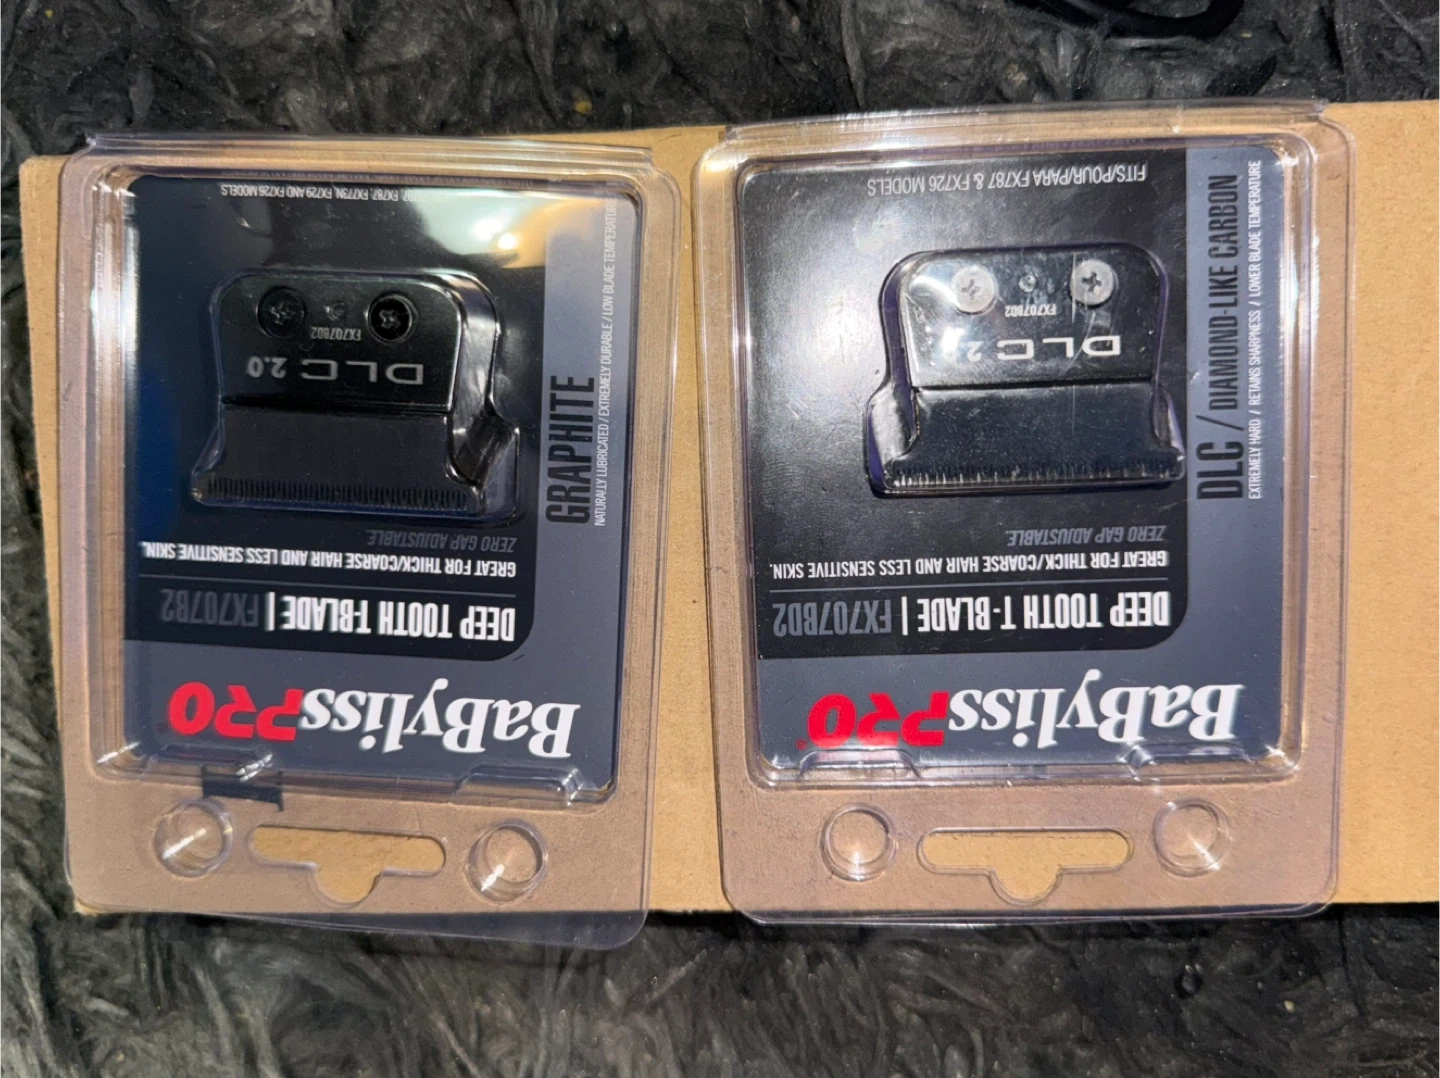 BaBylissPRO
DEEP TOOTH T-BLADE | FX707B2
GREAT FOR THICK/COARSE HAIR AND LESS SENSITIVE SKIN.
ZERO GAP ADJUSTABLE.
DLC 2.0
FX707BD2
FX787, FX773N, FX729 AND FX726 MODELS
GRAPHITE
NATURALLY LUBRICATED / EXTREMELY DURABLE / LOW BLADE TEMPERATURE
BaBylissPRO®
DEEP TOOTH T-BLADE | FX707BD2
GREAT FOR THICK/COARSE HAIR AND LESS SENSITIVE SKIN.
ZERO GAP ADJUSTABLE.
DLC 2
FX707BD2
FITS/POUR/PARA FX787 & FX726 MODELS
DLC / DIAMOND-LIKE CARBON
EXTREMELY HARD / RETAINS SHARPNESS / LOWER BLADE TEMPERATURE